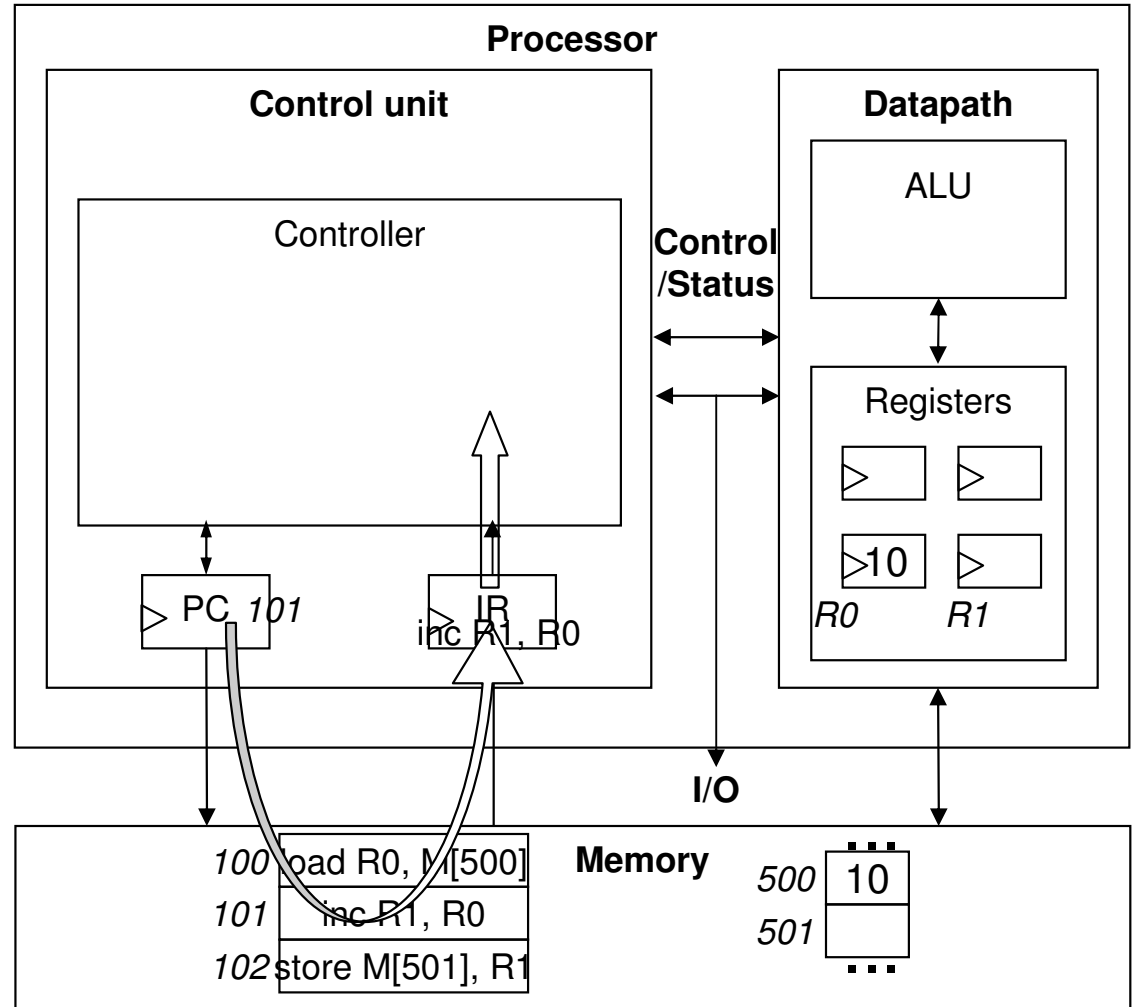 Processor
Control unit
Datapath
ALU
Controller
Control
/Status
Registers
10
R0 R1
PC 101
IR
inc R1, R0
I/O
Memory
100 load R0, M[500]
101 inc R1, R0
102 store M[501], R1
...
500 10
501
...